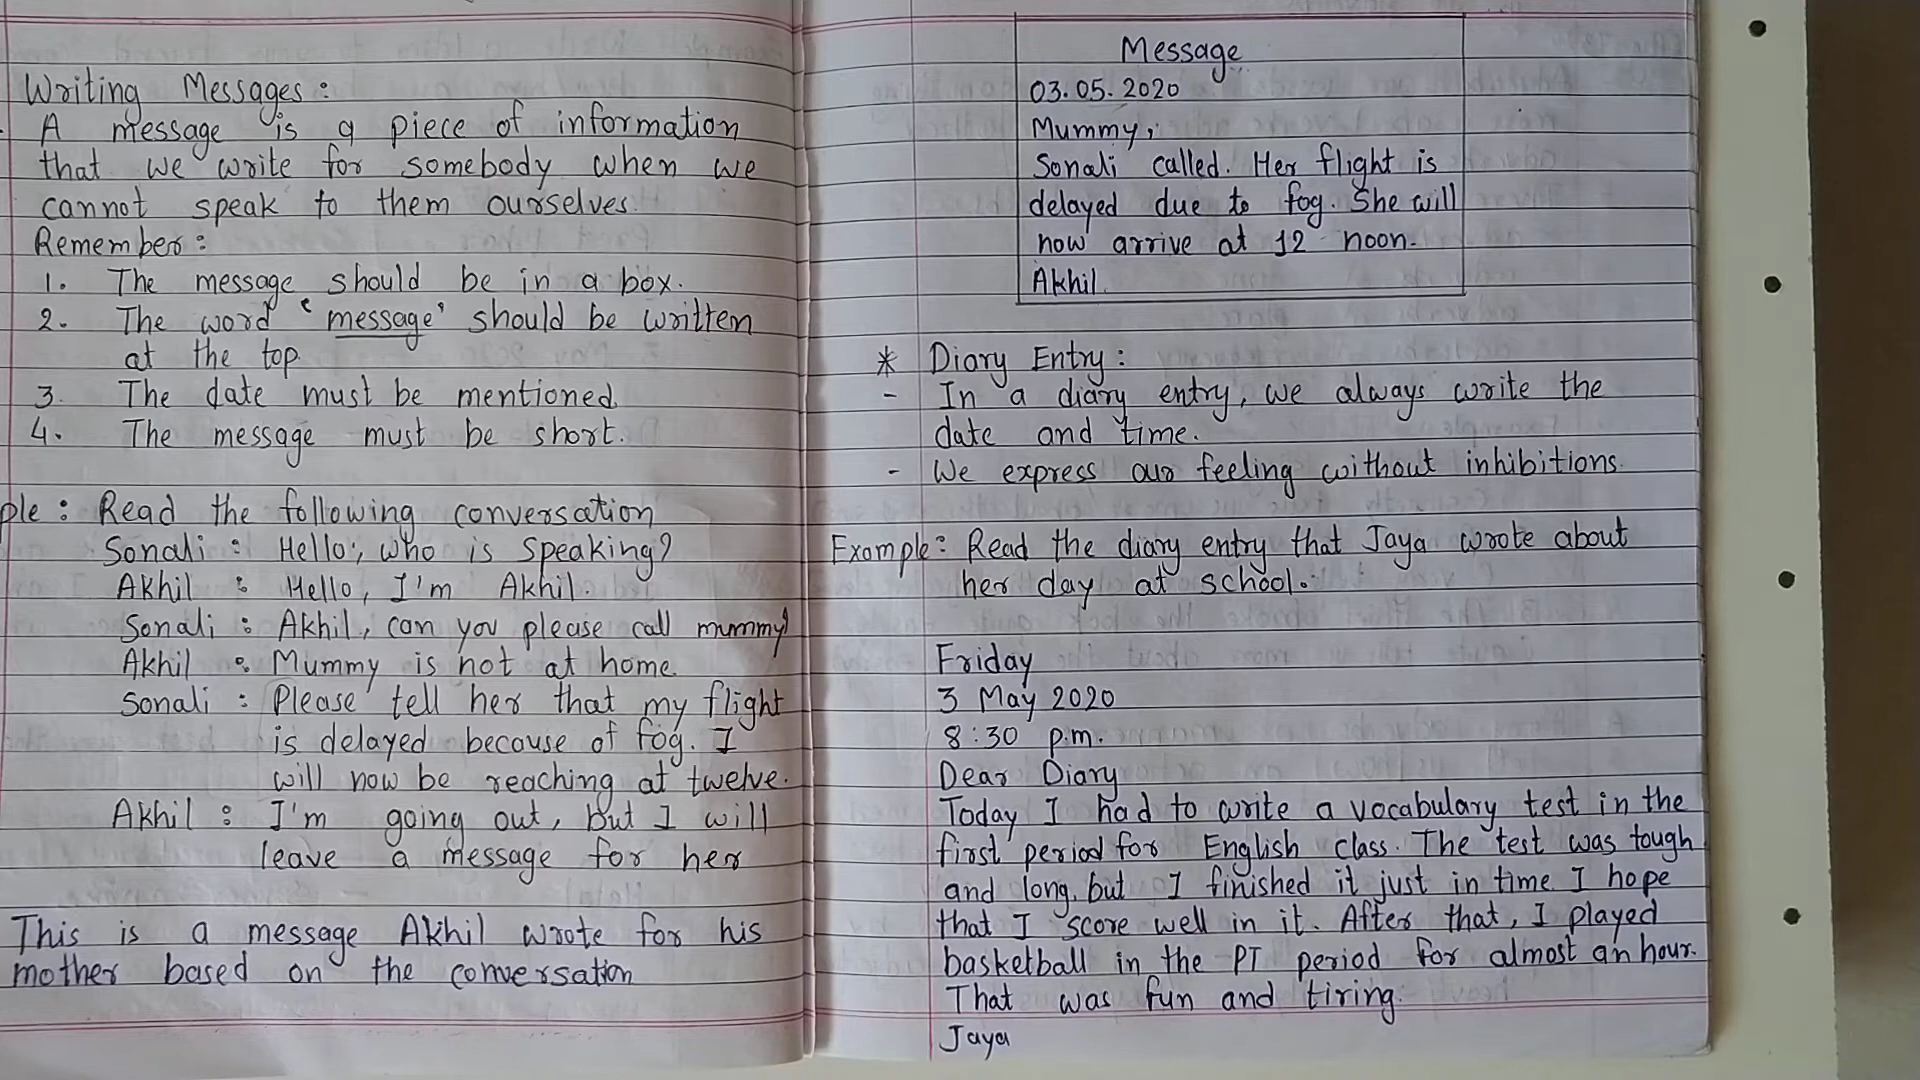 Writing Messages :
A message is a piece of information
that we write for somebody when we
cannot speak to them ourselves.
Remember :
1. The message should be in a box.
2. The word 'message' should be written
at the top
3. The date must be mentioned.
4. The message must be short.
ple : Read the following conversation
Sonali : Hello, who is speaking?
Akhil : Hello, I'm Akhil.
Sonali : Akhil, can you please call mummy?
Akhil : Mummy is not at home.
Sonali : Please tell her that my flight
is delayed because of fog. I
will now be reaching at twelve.
Akhil : I'm going out, but I will
leave a message for her
This is a message Akhil wrote for his
mother based on the conversation
Message
03.05.2020
Mummy,
Sonali called. Her flight is
delayed due to fog. She will
now arrive at 12 noon.
Akhil.
* Diary Entry :
- In a diary entry, we always write the
date and time.
- We express our feeling without inhibitions.
Example : Read the diary entry that Jaya wrote about
her day at school.
Friday
3 May 2020
8:30 p.m.
Dear Diary
Today I had to write a vocabulary test in the
first period for English class. The test was tough
and long, but I finished it just in time. I hope
that I score well in it. After that, I played
basketball in the PT period for almost an hour.
That was fun and tiring.
Jaya